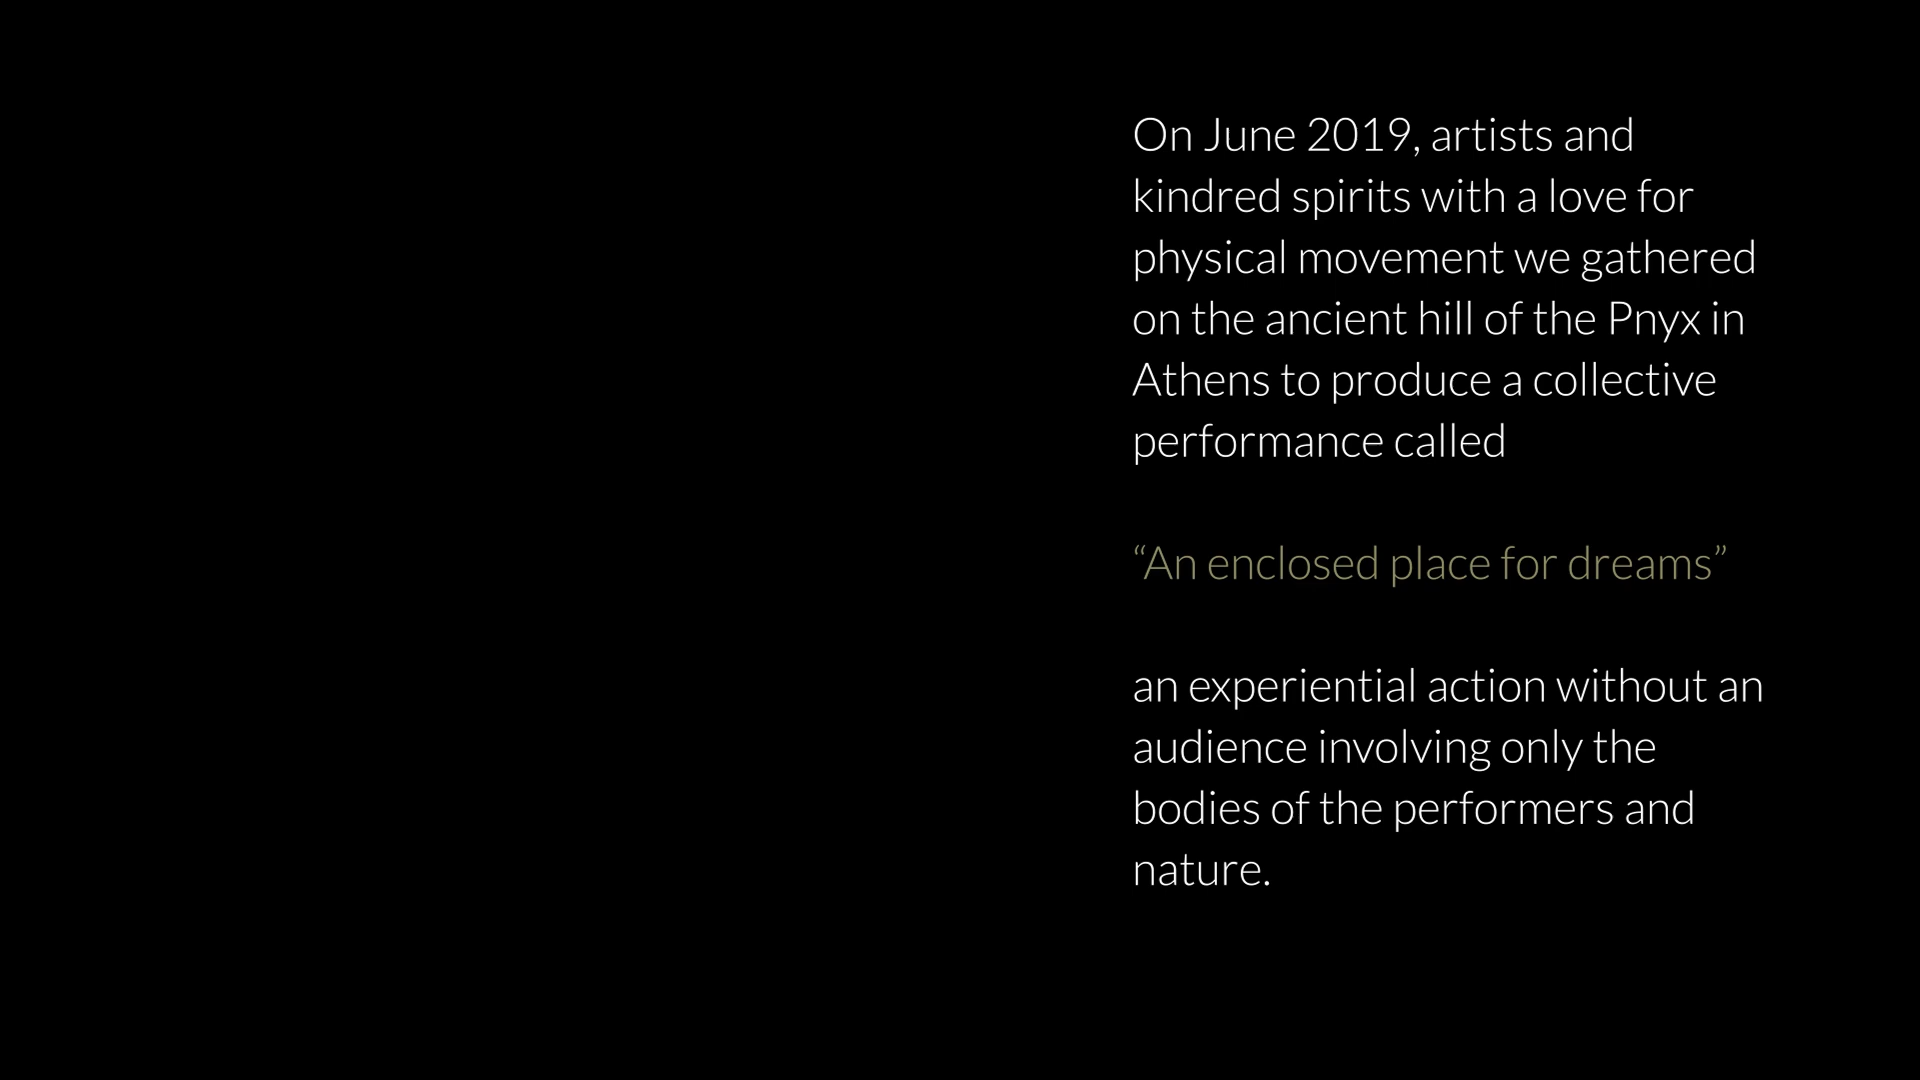 On June 2019, artists and
kindred spirits with a love for
physical movement we gathered
on the ancient hill of the Pnyx in
Athens to produce a collective
performance called
“An enclosed place for dreams”
an experiential action without an
audience involving only the
bodies of the performers and
nature.